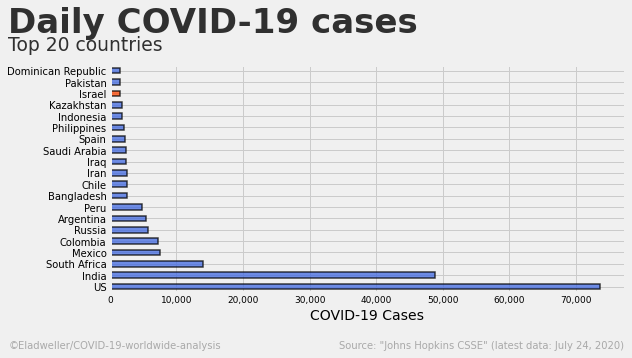 Daily COVID-19 cases
Top 20 countries
Dominican Republic
Pakistan
Israel
Kazakhstan
Indonesia
Philippines
Spain
Saudi Arabia
Iraq
Iran
Chile
Bangladesh
Peru
Argentina
Russia
Colombia
Mexico
South Africa
India
US
0 10,000 20,000 30,000 40,000 50,000 60,000 70,000
COVID-19 Cases
©Eladweller/COVID-19-worldwide-analysis Source: "Johns Hopkins CSSE" (latest data: July 24, 2020)